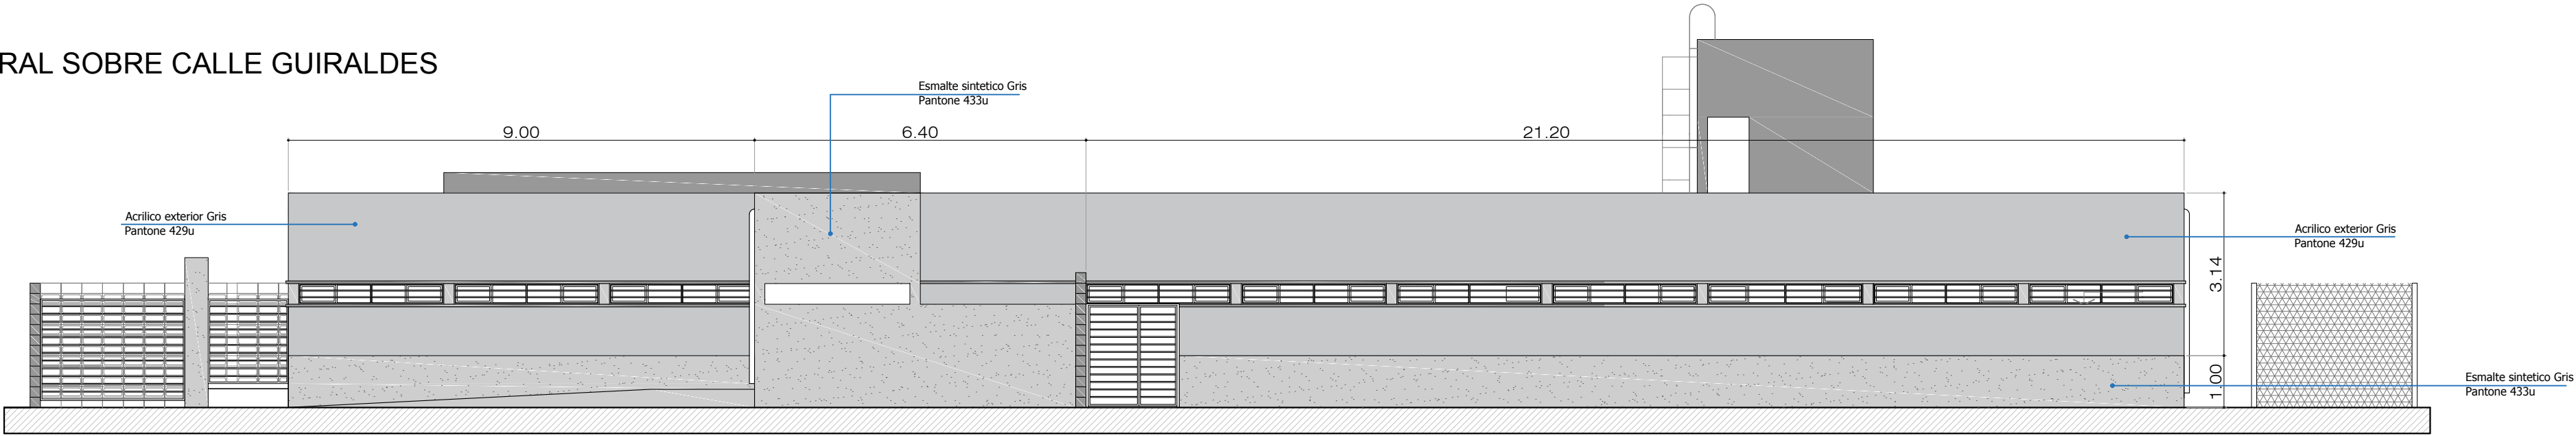 RAL SOBRE CALLE GUIRALDES
Esmalte sintetico Gris
Pantone 433u
9.00
6.40
21.20
Acrilico exterior Gris
Pantone 429u
Acrilico exterior Gris
Pantone 429u
3.14
1.00
Esmalte sintetico Gris
Pantone 433u